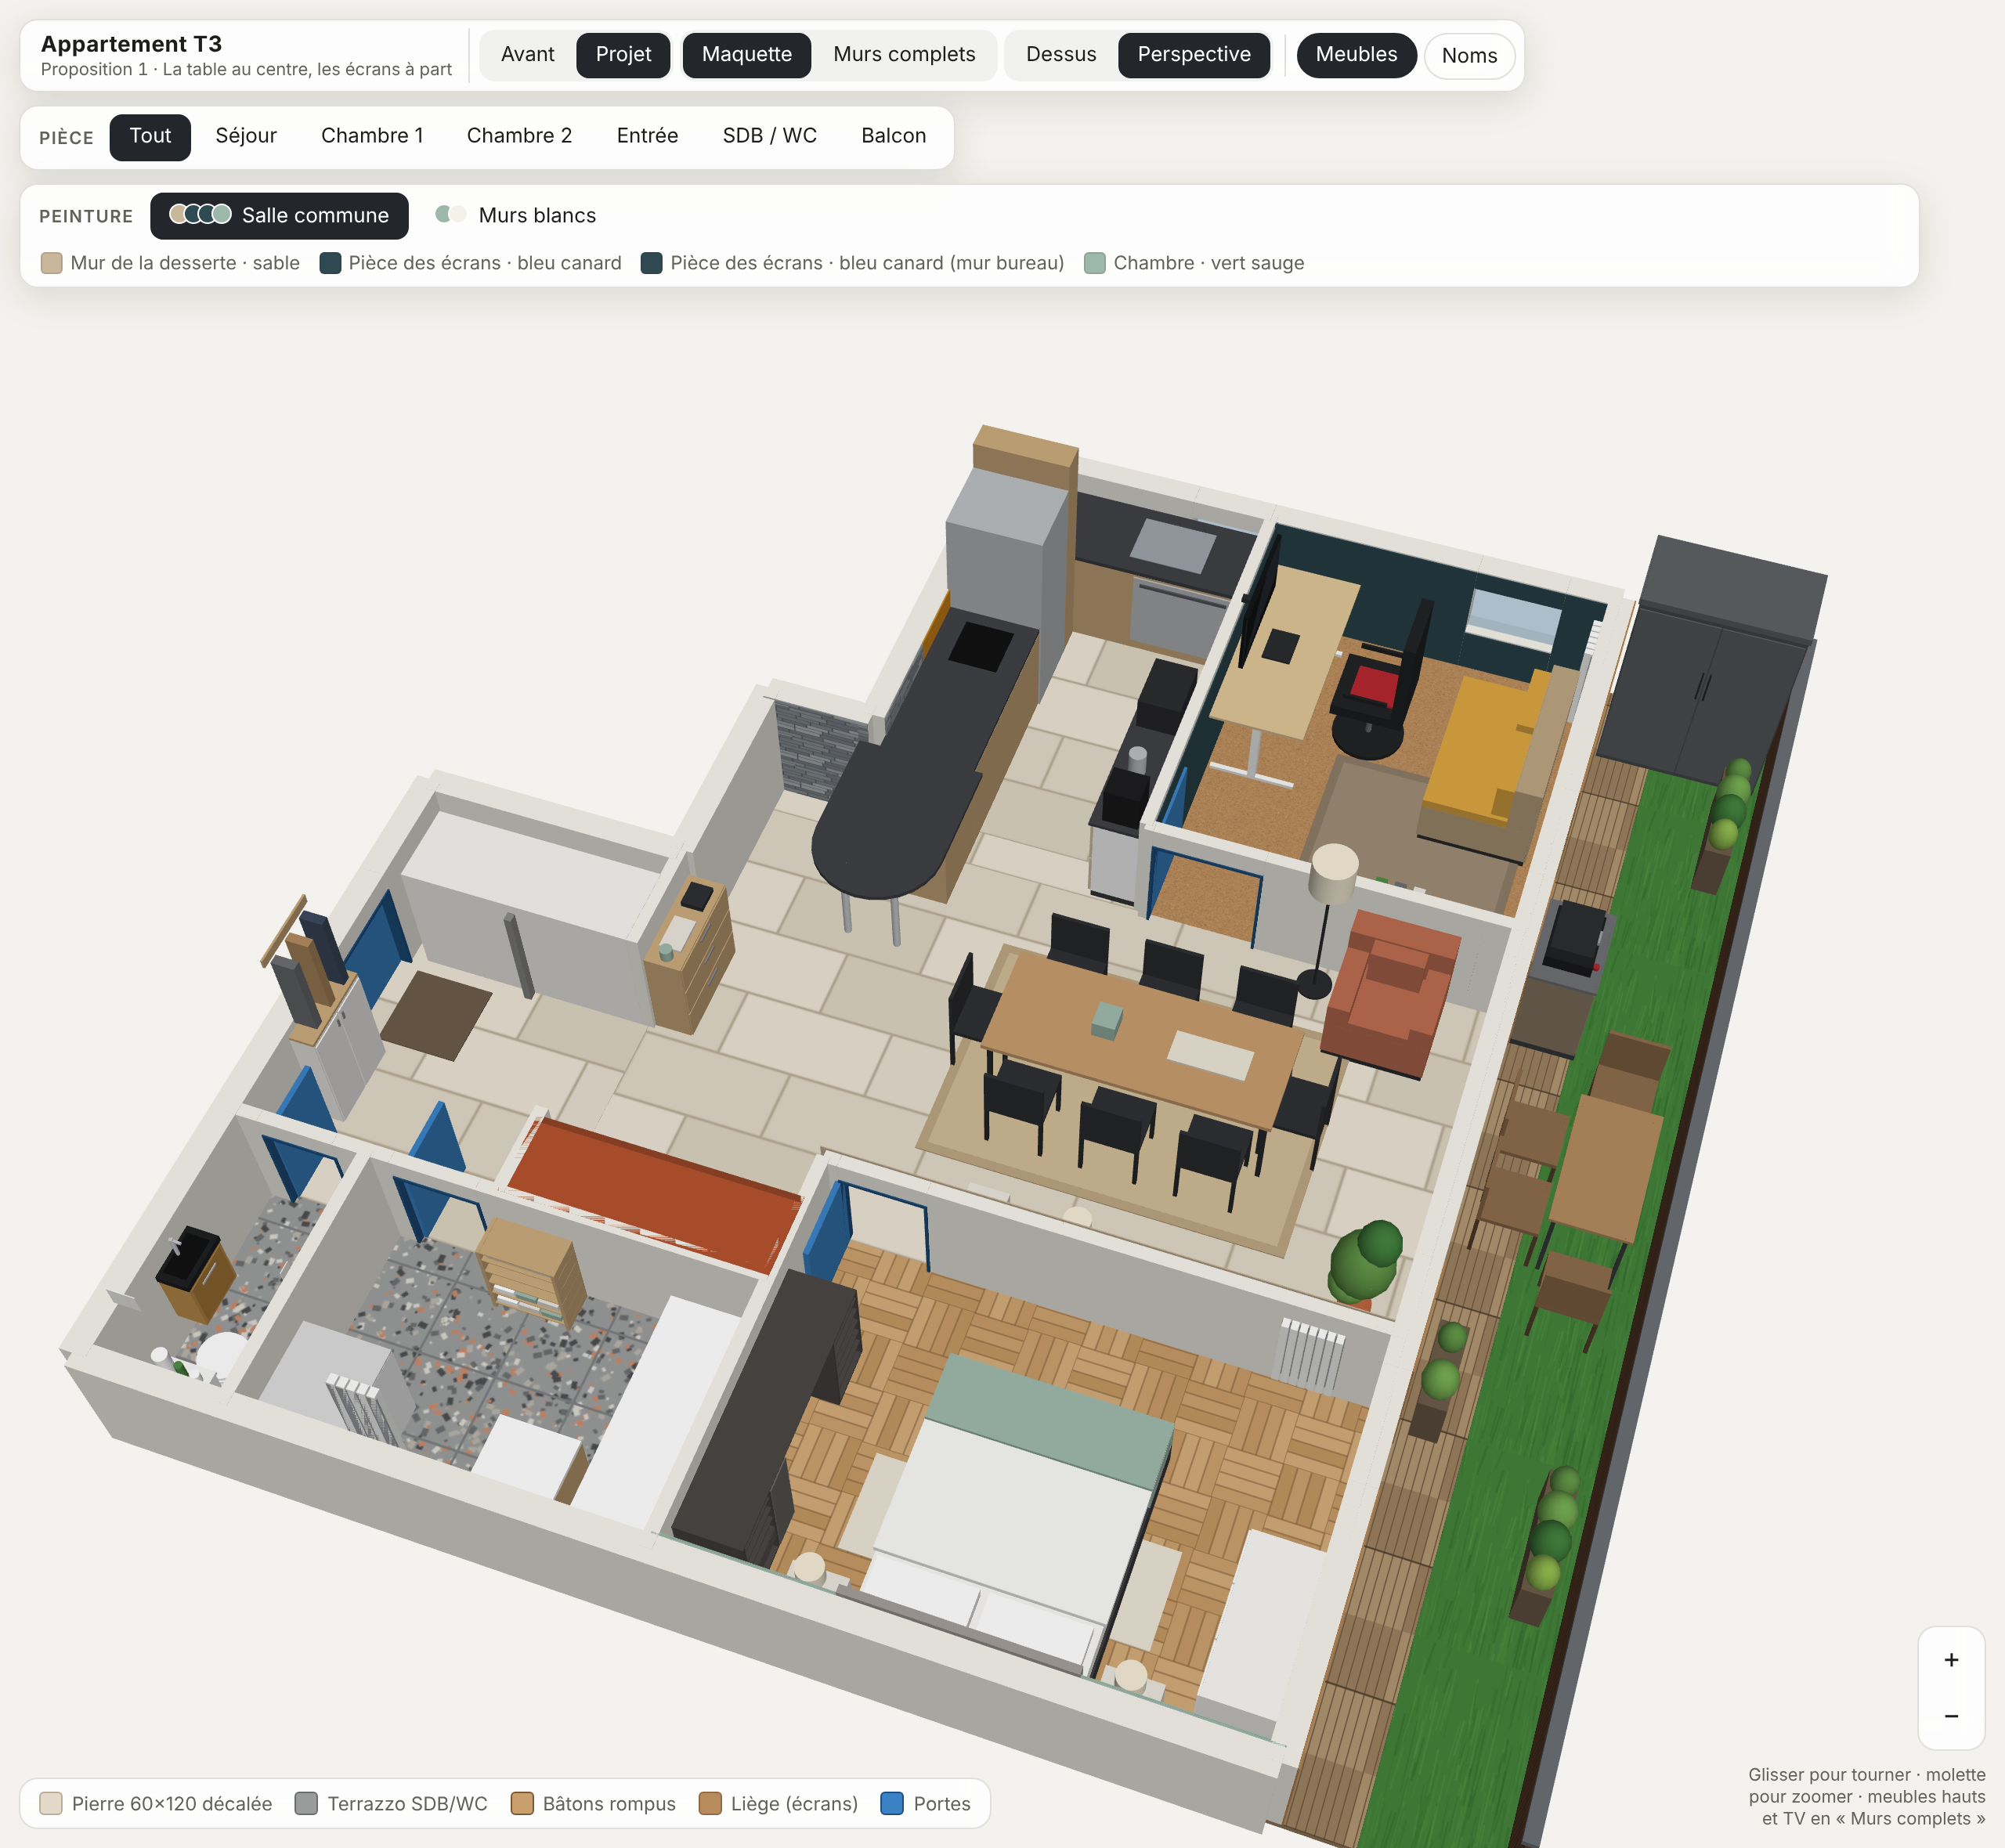 Appartement T3
Proposition 1 · La table au centre, les écrans à part
Avant Projet Maquette Murs complets Dessus Perspective Meubles Noms
PIÈCE Tout Séjour Chambre 1 Chambre 2 Entrée SDB / WC Balcon
PEINTURE Salle commune Murs blancs
Mur de la desserte · sable Pièce des écrans · bleu canard Pièce des écrans · bleu canard (mur bureau) Chambre · vert sauge
+
−
Glisser pour tourner · molette
pour zoomer · meubles hauts
et TV en « Murs complets »
Pierre 60×120 décalée Terrazzo SDB/WC Bâtons rompus Liège (écrans) Portes